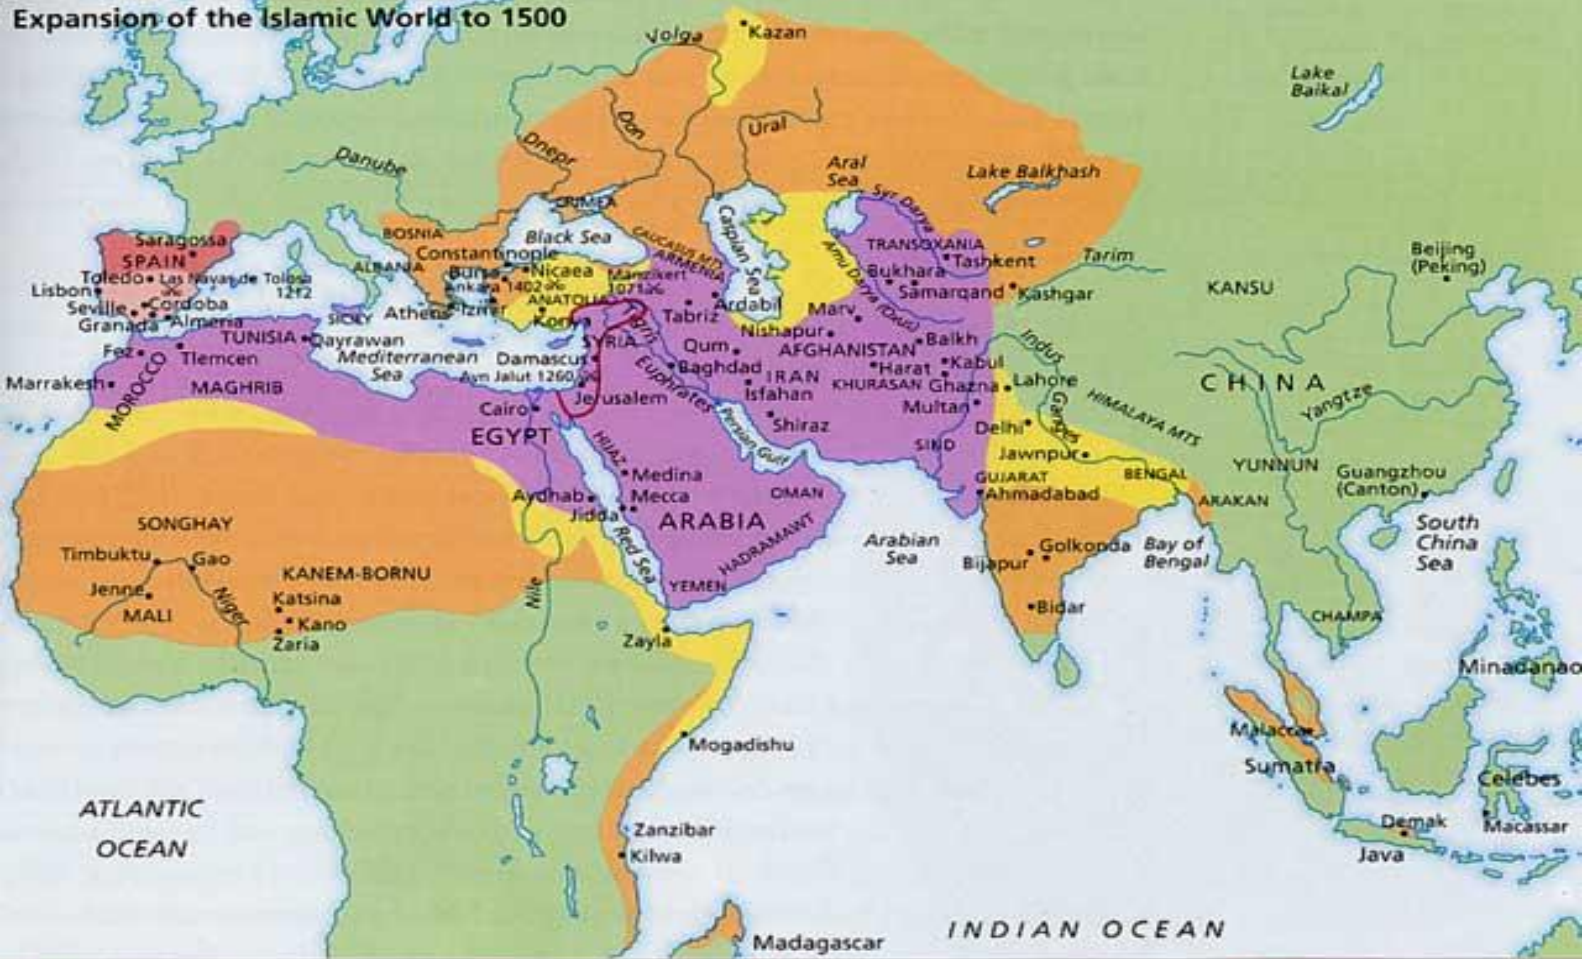 Expansion of the Islamic World to 1500
Kazan
Volga
Lake
Baikal
Don
Ural
Dnepr
Danube
Aral
Sea
Lake Balkhash
Syr Darya
CRIMEA
Saragossa
SPAIN
BOSNIA
Black Sea
CAUCASUS MTS
Caspian Sea
TRANSOXANIA
Tashkent
Tarim
Beijing
(Peking)
Constantinople
ARMENIA
Toledo
Las Navas de Tolosa
1212
ALBANIA
Bursa
Nicaea
Manzikert
1071
Amu Darya (Oxus)
Bukhara
Samarqand
Kashgar
KANSU
Lisbon
Seville
Cordoba
Ankara 1402
ANATOLIA
Ardabil
Granada
Almeria
SICILY
Athens
Izmir
Konya
Tabriz
Marv
Nishapur
TUNISIA
Qayrawan
Tigris
SYRIA
Qum
AFGHANISTAN
Balkh
Indus
Fez
Tlemcen
Mediterranean
Sea
Damascus
Baghdad
IRAN
Harat
Kabul
Marrakesh
MOROCCO
MAGHRIB
Ayn Jalut 1260
Euphrates
Isfahan
KHURASAN
Ghazna
Lahore
CHINA
Jerusalem
Cairo
Multan
HIMALAYA MTS
Yangtze
EGYPT
Shiraz
Persian Gulf
Delhi
Ganges
HIJAZ
SIND
Jawnpur
Medina
GUJARAT
BENGAL
YUNNUN
Guangzhou
(Canton)
Aydhab
Mecca
OMAN
Ahmadabad
ARAKAN
Jidda
ARABIA
SONGHAY
Red Sea
HADRAMAWT
Arabian
Sea
South
China
Sea
Timbuktu
Gao
Golkonda
Bay of
Bengal
KANEM-BORNU
Nile
YEMEN
Bijapur
Jenne
Niger
Katsina
MALI
Kano
Bidar
CHAMPA
Zaria
Zayla
Minadanao
Mogadishu
Malacca
Sumatra
Celebes
ATLANTIC
OCEAN
Zanzibar
Demak
Macassar
Kilwa
Java
INDIAN OCEAN
Madagascar